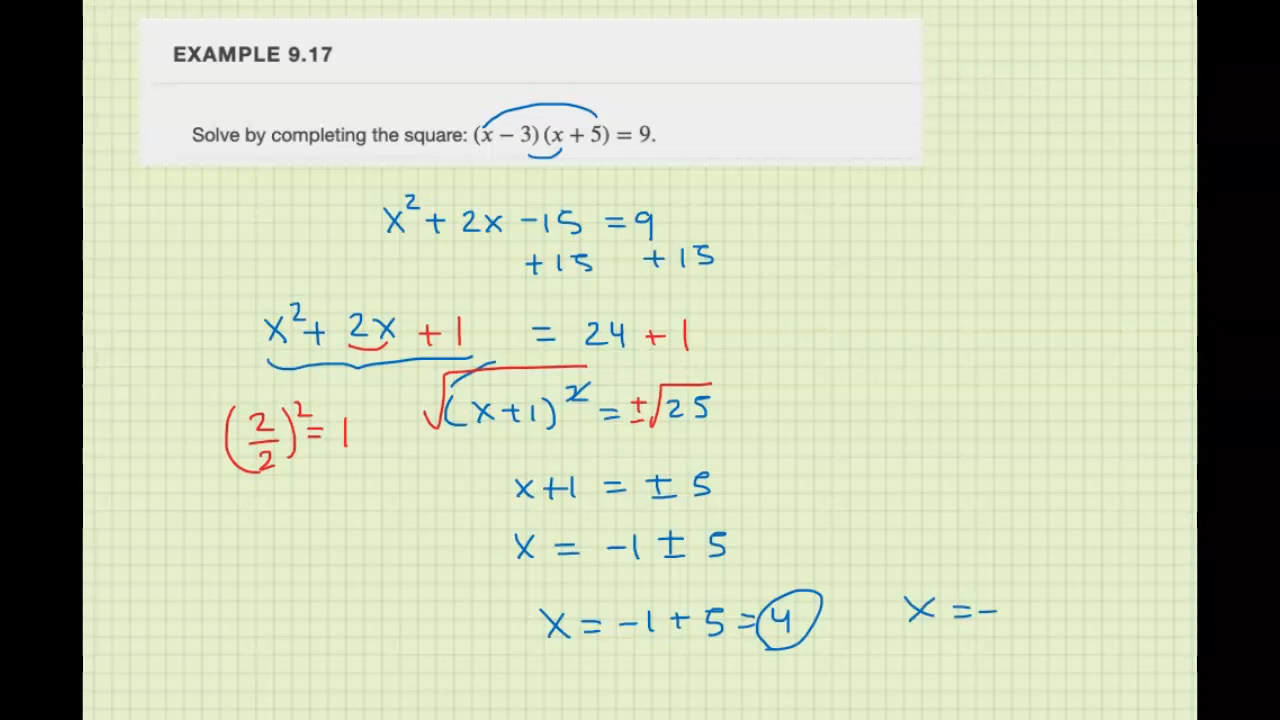 EXAMPLE 9.17
Solve by completing the square: (x − 3)(x + 5) = 9.
x² + 2x −15 = 9
+15 +15
x² + 2x + 1 = 24 + 1
√(x+1)² = ±√25
(2/2)² = 1
x+1 = ± 5
x = −1 ± 5
x = −1 + 5 = 4 x = −